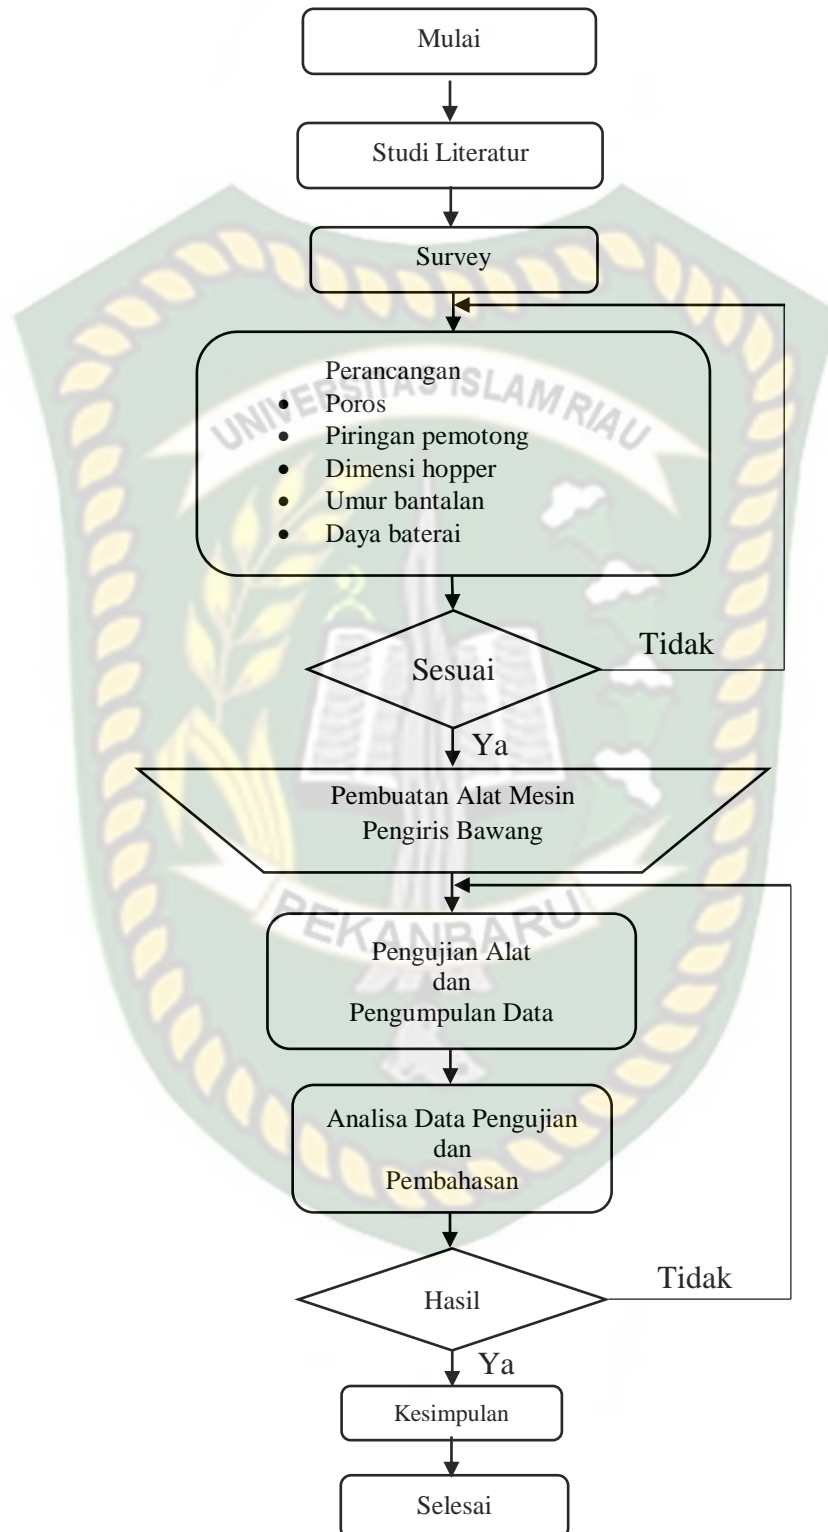 Mulai
Studi Literatur
Survey
Perancangan
UNIVERSITAS ISLAM RIAU
• Poros
• Piringan pemotong
• Dimensi hopper
• Umur bantalan
• Daya baterai
Sesuai
Tidak
Ya
Pembuatan Alat Mesin
Pengiris Bawang
PEKANBARU
Pengujian Alat
dan
Pengumpulan Data
Analisa Data Pengujian
dan
Pembahasan
Hasil
Tidak
Ya
Kesimpulan
Selesai